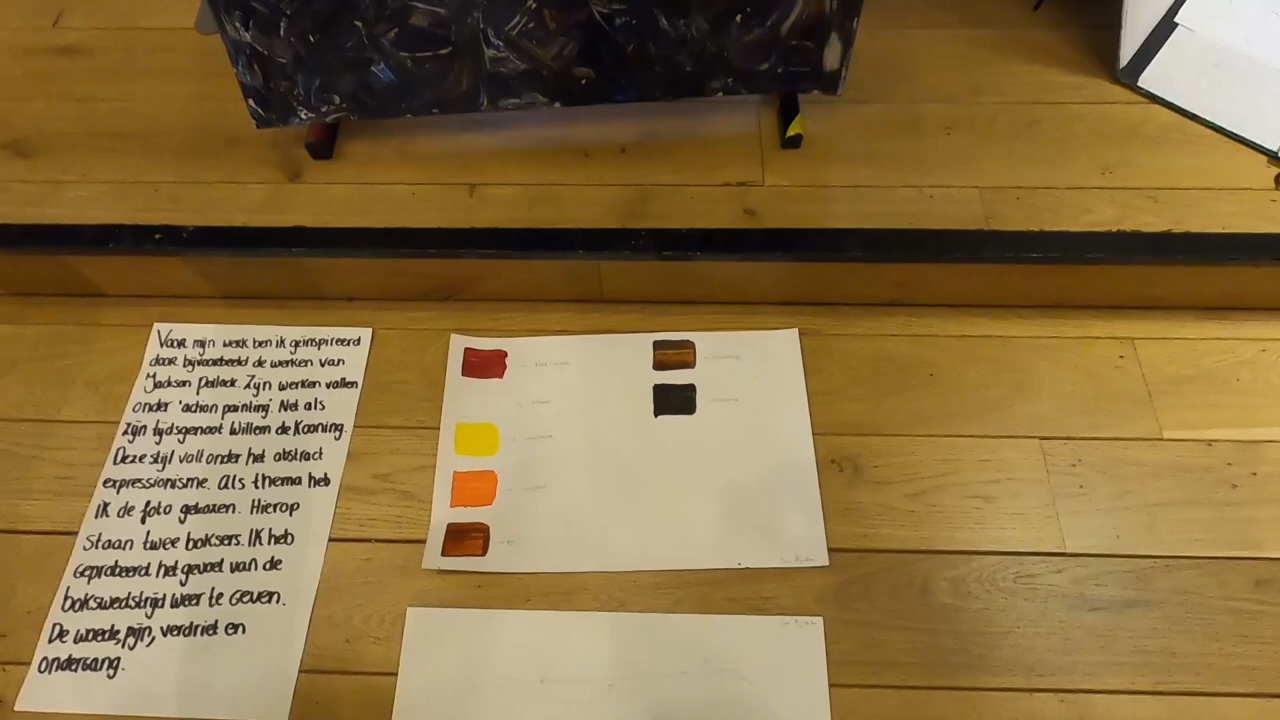 Voor mijn werk ben ik geïnspireerd
door bijvoorbeeld de werken van
Jackson Pollock. Zijn werken vallen
onder 'action painting'. Net als
zijn tijdsgenoot Willem de Kooning.
Deze stijl valt onder het abstract
expressionisme. Als thema heb
ik de foto gekozen. Hierop
staan twee boksers. Ik heb
geprobeerd het gevoel van de
bokswedstrijd weer te geven.
De woede, pijn, verdriet en
ondergang.